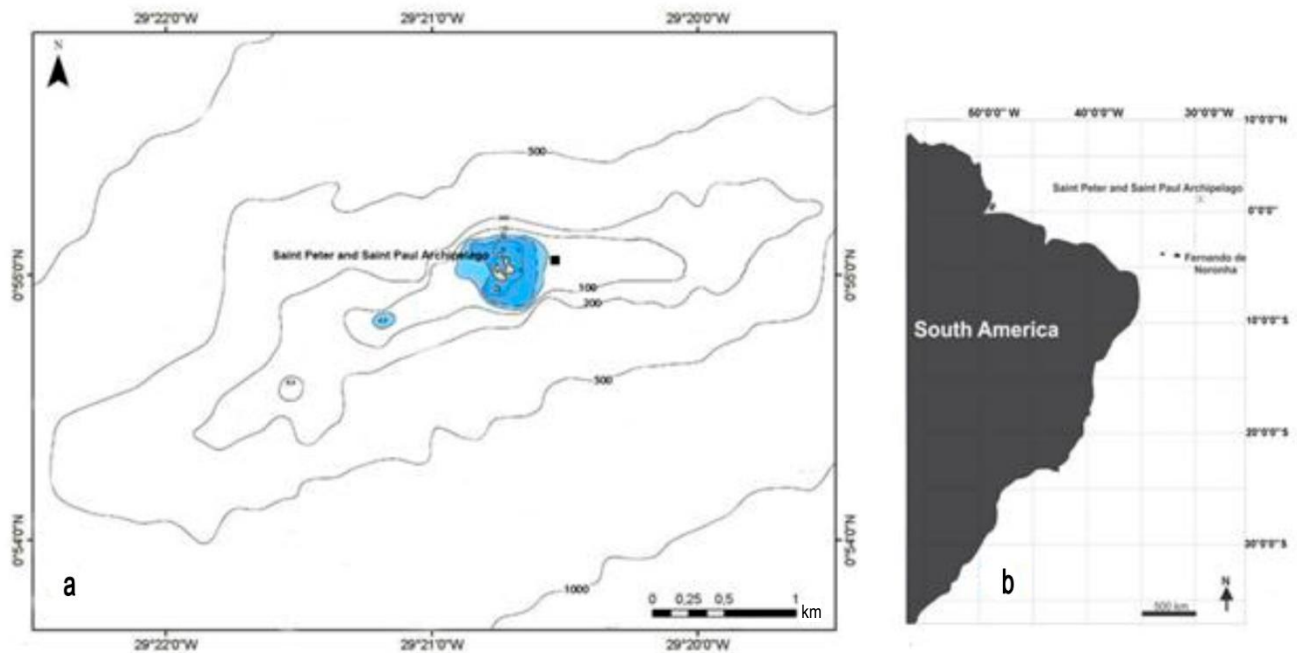 29°22'0"W 29°21'0"W 29°20'0"W
N
500
Saint Peter and Saint Paul Archipelago
0°55'0"N 0°55'0"N
100
200
500
0°54'0"N 0°54'0"N
1000
a
0 0,25 0,5 1 km
29°22'0"W 29°21'0"W 29°20'0"W
50°0'0"W 40°0'0"W 30°0'0"W
10°0'0"N
Saint Peter and Saint Paul Archipelago
0°0'0"
Fernando de
Noronha
South America
10°0'0"S
20°0'0"S
30°0'0"S
b
N
500 km